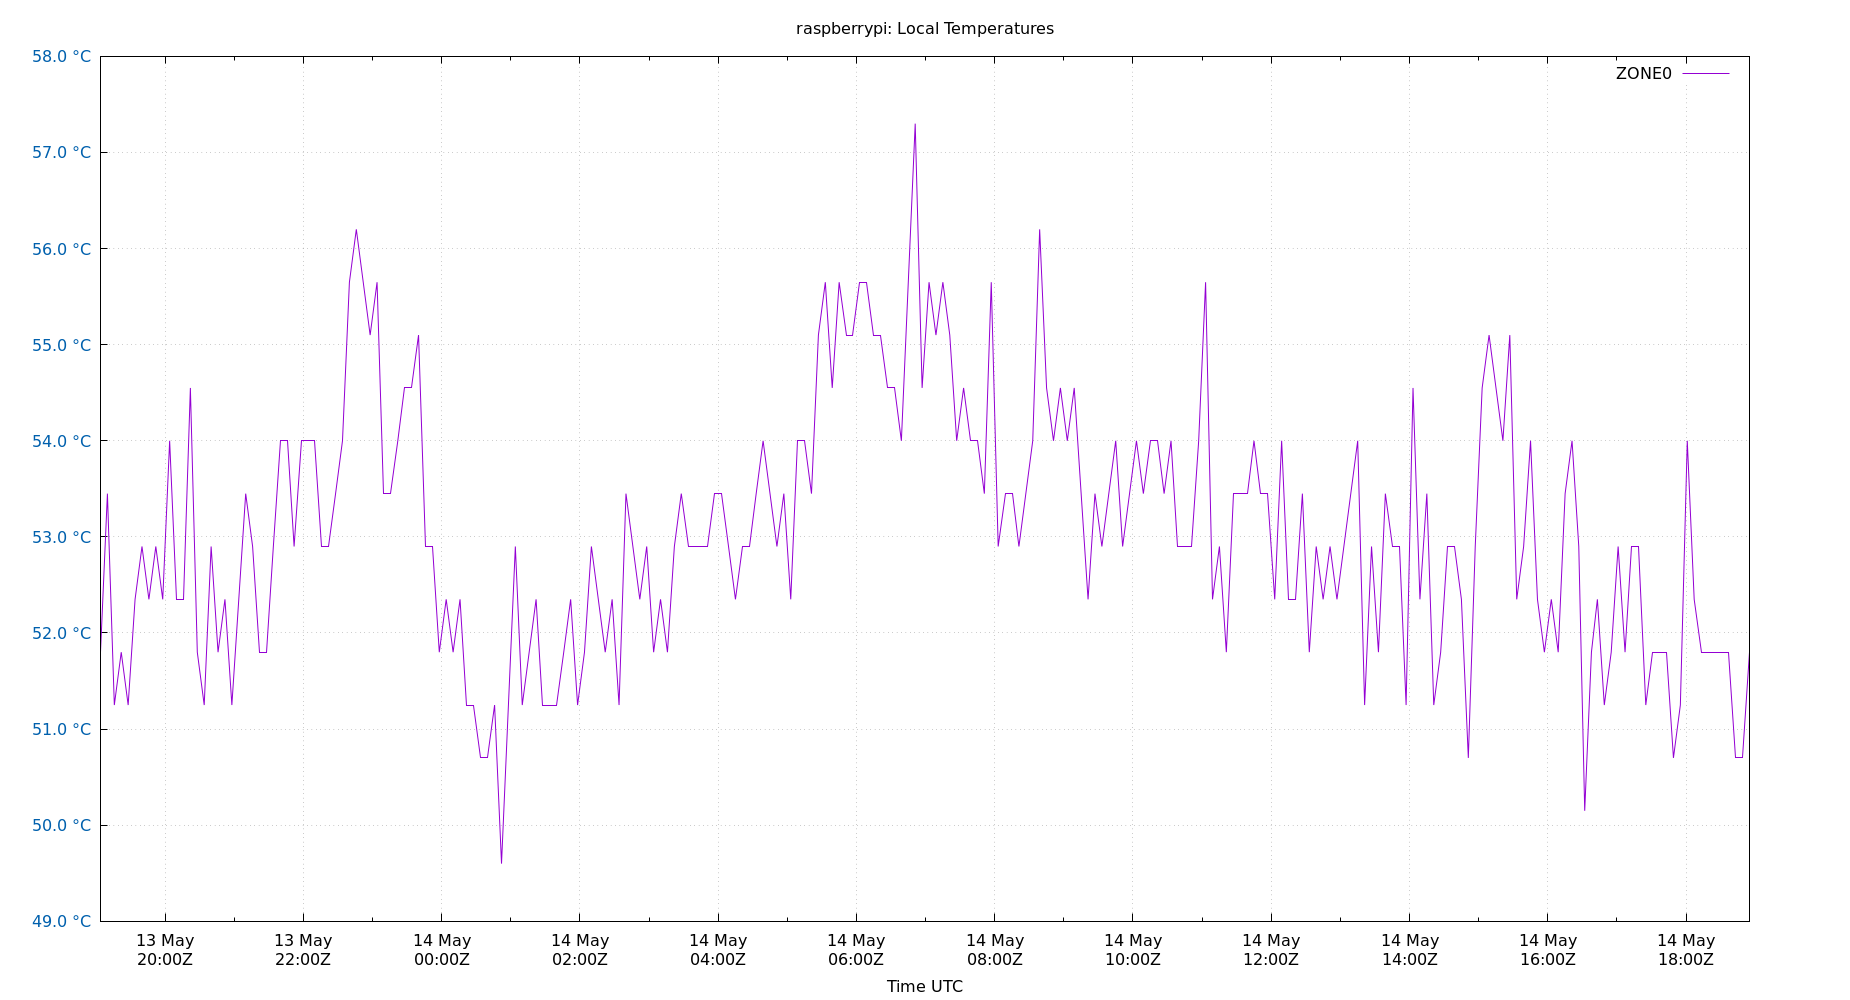 raspberrypi: Local Temperatures
58.0 °C
ZONE0
57.0 °C
56.0 °C
55.0 °C
54.0 °C
53.0 °C
52.0 °C
51.0 °C
50.0 °C
49.0 °C
13 May 13 May 14 May 14 May 14 May 14 May 14 May 14 May 14 May 14 May 14 May 14 May
20:00Z 22:00Z 00:00Z 02:00Z 04:00Z 06:00Z 08:00Z 10:00Z 12:00Z 14:00Z 16:00Z 18:00Z
Time UTC